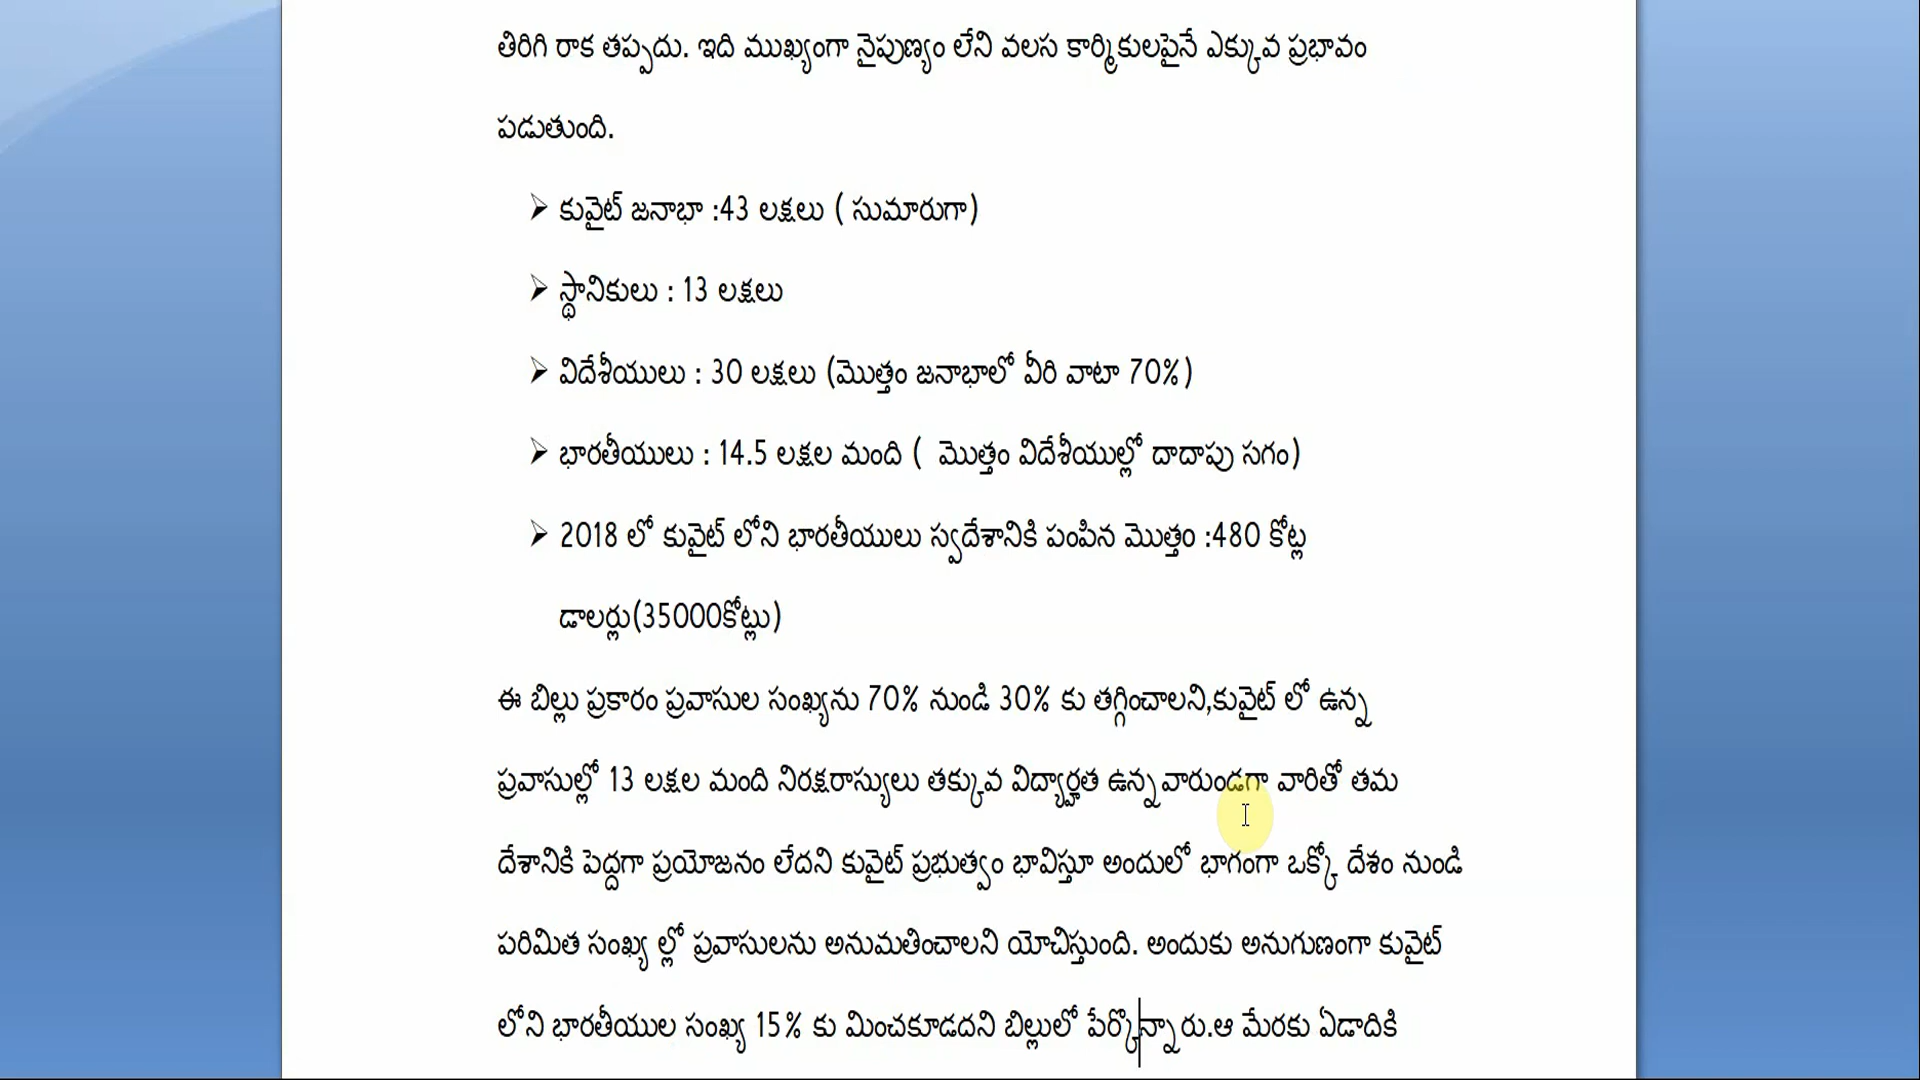 తిరిగి రాక తప్పదు. ఇది ముఖ్యంగా నైపుణ్యం లేని వలస కార్మికులపైనే ఎక్కువ ప్రభావం
పడుతుంది.
➢ కువైట్ జనాభా :43 లక్షలు ( సుమారుగా)
➢ స్థానికులు : 13 లక్షలు
➢ విదేశీయులు : 30 లక్షలు (మొత్తం జనాభాలో వీరి వాటా 70%)
➢ భారతీయులు : 14.5 లక్షల మంది (  మొత్తం విదేశీయుల్లో దాదాపు సగం)
➢ 2018 లో కువైట్ లోని భారతీయులు స్వదేశానికి పంపిన మొత్తం :480 కోట్ల
డాలర్లు(35000కోట్లు)
ఈ బిల్లు ప్రకారం ప్రవాసుల సంఖ్యను 70% నుండి 30% కు తగ్గించాలని,కువైట్ లో ఉన్న
ప్రవాసుల్లో 13 లక్షల మంది నిరక్షరాస్యులు తక్కువ విద్యార్హత ఉన్నవారుండగా వారితో తమ
దేశానికి పెద్దగా ప్రయోజనం లేదని కువైట్ ప్రభుత్వం భావిస్తూ అందులో భాగంగా ఒక్కో దేశం నుండి
పరిమిత సంఖ్య ల్లో ప్రవాసులను అనుమతించాలని యోచిస్తుంది. అందుకు అనుగుణంగా కువైట్
లోని భారతీయుల సంఖ్య 15% కు మించకూడదని బిల్లులో పేర్కొన్నారు.ఆ మేరకు ఏడాదికి